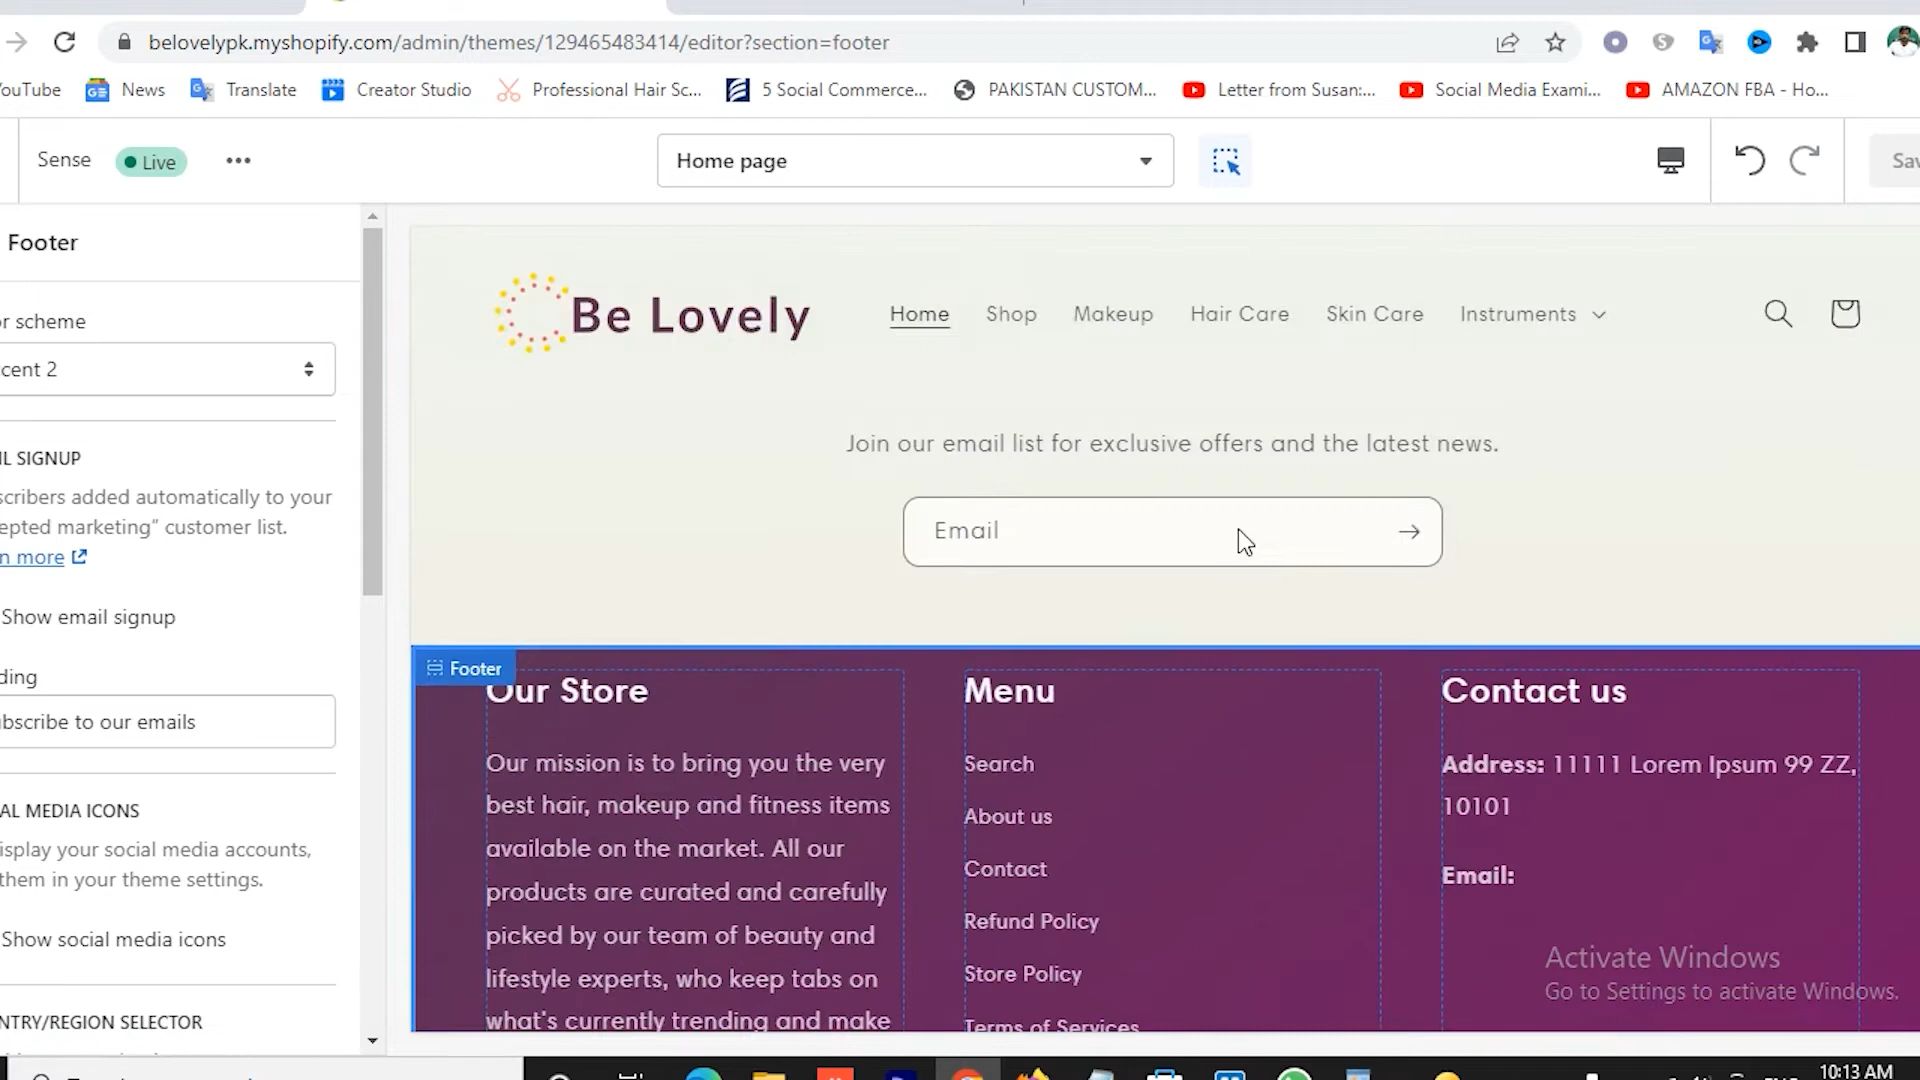 belovelypk.myshopify.com/admin/themes/129465483414/editor?section=footer
YouTube News Translate Creator Studio Professional Hair Sc... 5 Social Commerce... PAKISTAN CUSTOM... Letter from Susan:... Social Media Exami... AMAZON FBA - Ho...
Sense Live Home page Sav
Footer
r scheme
cent 2
IL SIGNUP
scribers added automatically to your
epted marketing” customer list.
n more
Show email signup
ding
bscribe to our emails
AL MEDIA ICONS
isplay your social media accounts,
them in your theme settings.
Show social media icons
NTRY/REGION SELECTOR
Be Lovely Home Shop Makeup Hair Care Skin Care Instruments
Join our email list for exclusive offers and the latest news.
Email
Footer
Our Store
Our mission is to bring you the very
best hair, makeup and fitness items
available on the market. All our
products are curated and carefully
picked by our team of beauty and
lifestyle experts, who keep tabs on
what's currently trending and make
Menu
Search
About us
Contact
Refund Policy
Store Policy
Terms of Services
Contact us
Address: 11111 Lorem Ipsum 99 ZZ,
10101
Email:
Activate Windows
Go to Settings to activate Windows.
10:13 AM